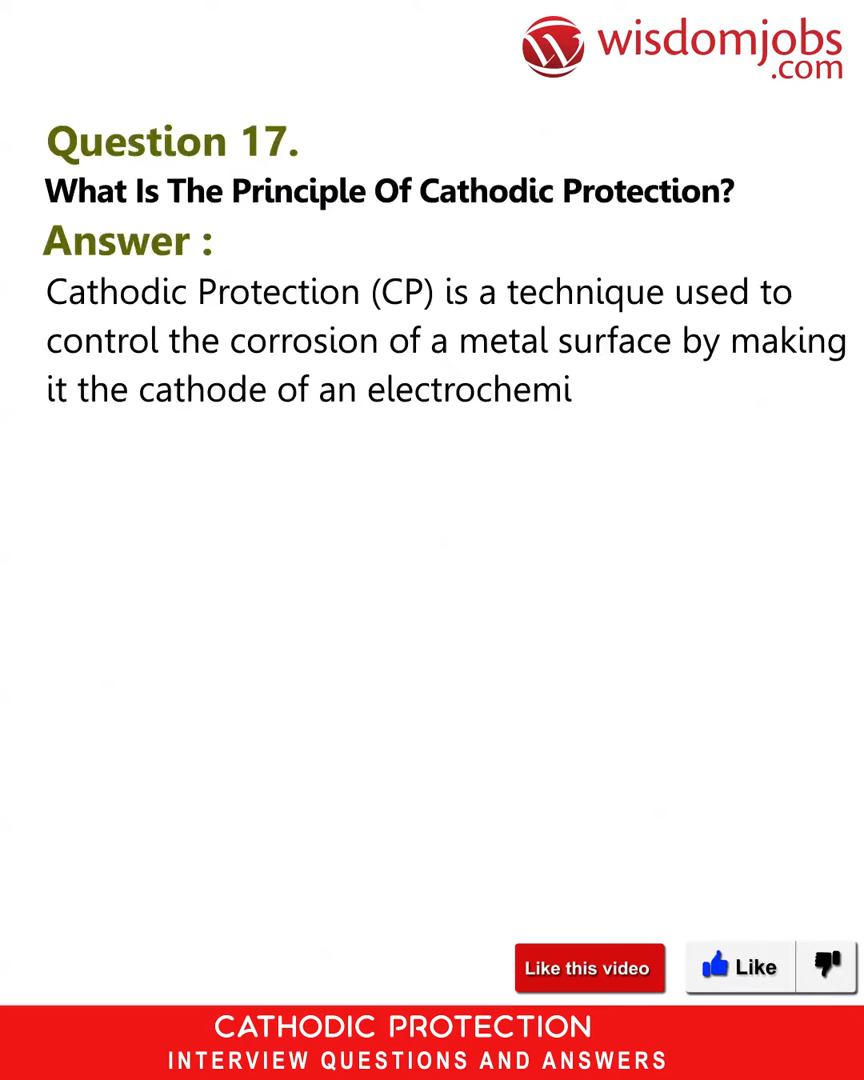 wisdomjobs
.com
Question 17.
What Is The Principle Of Cathodic Protection?
Answer :
Cathodic Protection (CP) is a technique used to
control the corrosion of a metal surface by making
it the cathode of an electrochemi
Like this video
Like
CATHODIC PROTECTION
INTERVIEW QUESTIONS AND ANSWERS